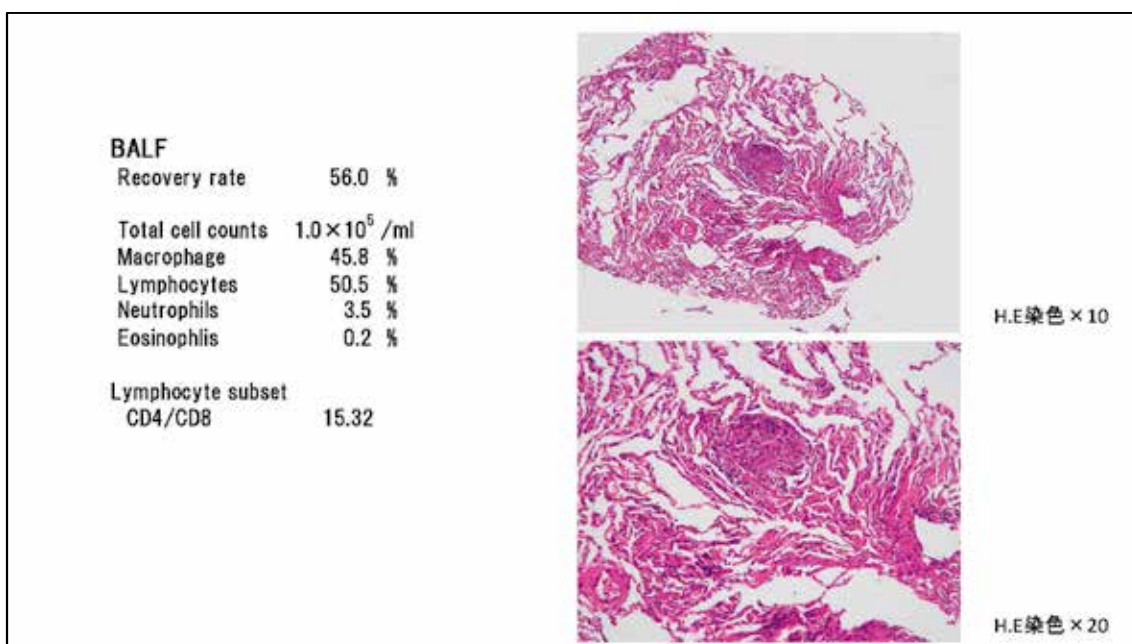 BALF
Recovery rate 56.0 %
Total cell counts 1.0×10⁵ /ml
Macrophage 45.8 %
Lymphocytes 50.5 %
Neutrophils 3.5 %
Eosinophlis 0.2 %
Lymphocyte subset
CD4/CD8 15.32
H.E染色×10
H.E染色×20